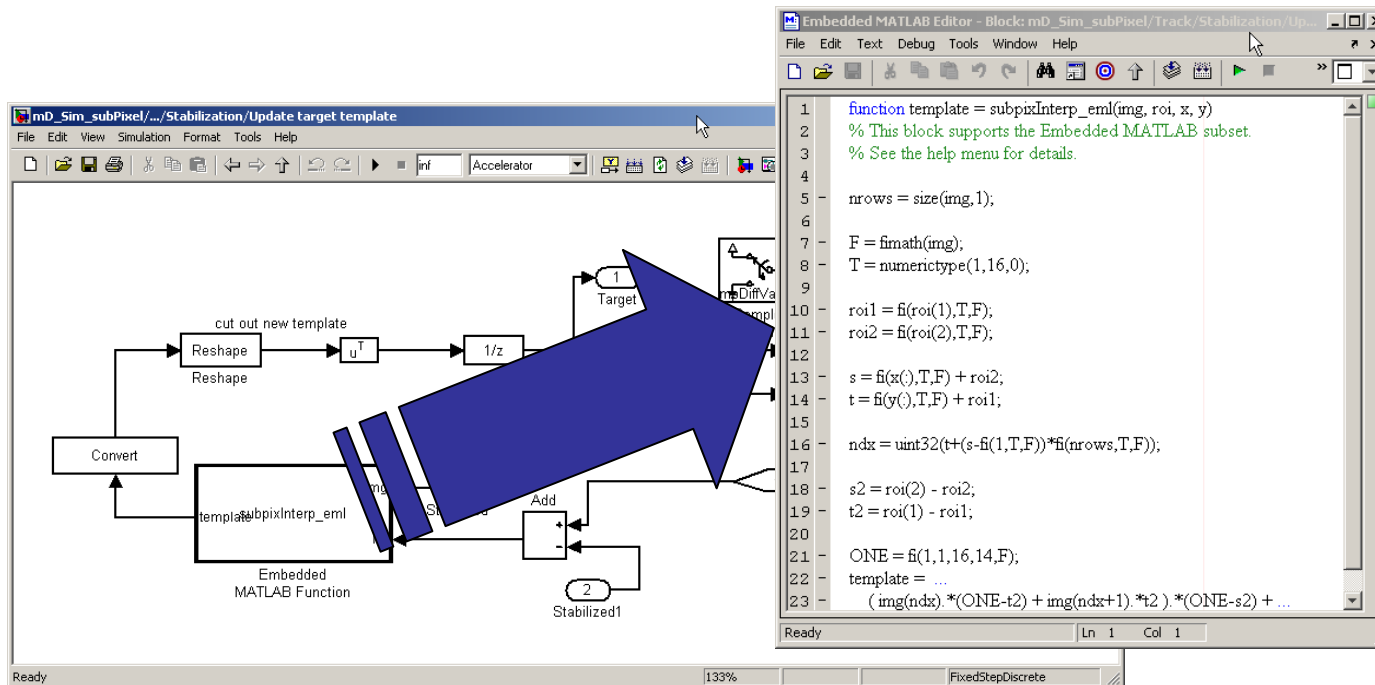 Embedded MATLAB Editor - Block: mD_Sim_subPixel/Track/Stabilization/Up...
File Edit Text Debug Tools Window Help
1 function template = subpixInterp_eml(img, roi, x, y)
2 % This block supports the Embedded MATLAB subset.
3 % See the help menu for details.
4
5 - nrows = size(img,1);
6
7 - F = fimath(img);
8 - T = numerictype(1,16,0);
9
10 - roi1 = fi(roi(1),T,F);
11 - roi2 = fi(roi(2),T,F);
12
13 - s = fi(x(:),T,F) + roi2;
14 - t = fi(y(:),T,F) + roi1;
15
16 - ndx = uint32(t+(s-fi(1,T,F))*fi(nrows,T,F));
17
18 - s2 = roi(2) - roi2;
19 - t2 = roi(1) - roi1;
20
21 - ONE = fi(1,1,16,14,F);
22 - template = ...
23 - ( img(ndx).*(ONE-t2) + img(ndx+1).*t2 ).*(ONE-s2) + ...
Ready Ln 1 Col 1
mD_Sim_subPixel/.../Stabilization/Update target template
File Edit View Simulation Format Tools Help
inf Accelerator
1
Target
cut out new template
Reshape
Reshape
uT
1/z
Convert
template
subpixInterp_eml
Embedded
MATLAB Function
Add
+
-
2
Stabilized1
Ready 133% FixedStepDiscrete